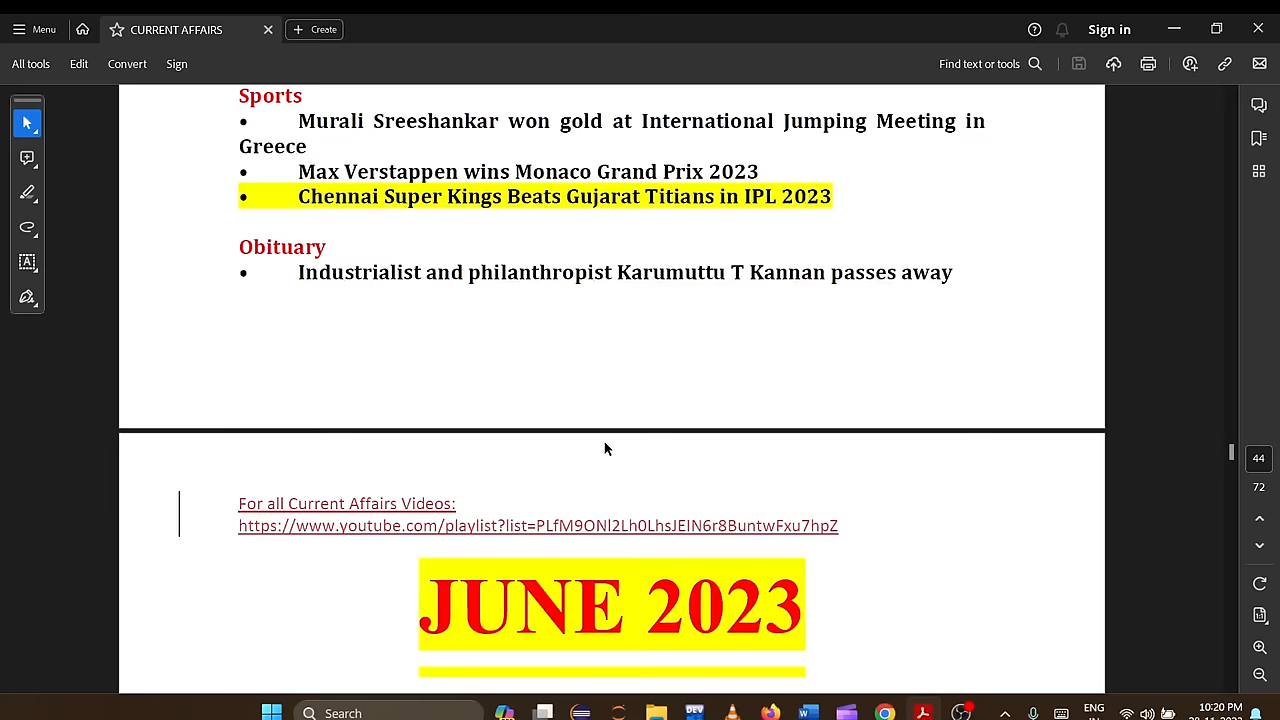 Menu
CURRENT AFFAIRS
Create
Sign in
All tools
Edit
Convert
Sign
Find text or tools
Sports
• Murali Sreeshankar won gold at International Jumping Meeting in
Greece
• Max Verstappen wins Monaco Grand Prix 2023
• Chennai Super Kings Beats Gujarat Titians in IPL 2023
Obituary
• Industrialist and philanthropist Karumuttu T Kannan passes away
44
72
For all Current Affairs Videos:
https://www.youtube.com/playlist?list=PLfM9ONl2Lh0LhsJEIN6r8BuntwFxu7hpZ
JUNE 2023
Search
DEV
ENG
10:20 PM